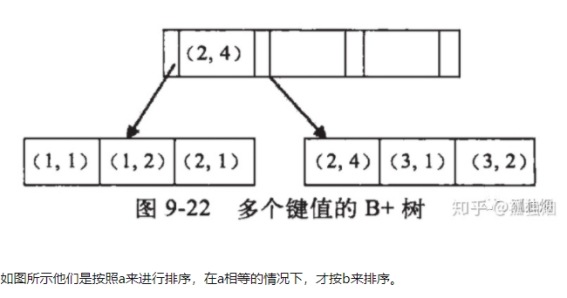 (2, 4)
(1, 1) (1, 2) (2, 1) (2, 4) (3, 1) (3, 2)
图 9-22 多个键值的 B+ 树
知乎
如图所示他们是按照a来进行排序，在a相等的情况下，才按b来排序。